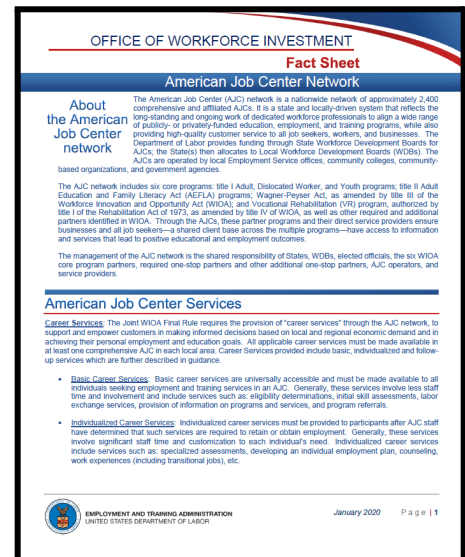 OFFICE OF WORKFORCE INVESTMENT
Fact Sheet
American Job Center Network
About
the American
Job Center
network
The American Job Center (AJC) network is a nationwide network of approximately 2,400
comprehensive and affiliated AJCs. It is a state and locally-driven system that reflects the
long-standing and ongoing work of dedicated workforce professionals to align a wide range
of publicly- or privately-funded education, employment, and training programs, while also
providing high-quality customer service to all job seekers, workers, and businesses. The
Department of Labor provides funding through State Workforce Development Boards for
AJCs; the State(s) then allocates to Local Workforce Development Boards (WDBs). The
AJCs are operated by local Employment Service offices, community colleges, community-
based organizations, and government agencies.
The AJC network includes six core programs: title I Adult, Dislocated Worker, and Youth programs; title II Adult
Education and Family Literacy Act (AEFLA) programs; Wagner-Peyser Act, as amended by title III of the
Workforce Innovation and Opportunity Act (WIOA); and Vocational Rehabilitation (VR) program, authorized by
title I of the Rehabilitation Act of 1973, as amended by title IV of WIOA, as well as other required and additional
partners identified in WIOA. Through the AJCs, these partner programs and their direct service providers ensure
businesses and all job seekers—a shared client base across the multiple programs—have access to information
and services that lead to positive educational and employment outcomes.
The management of the AJC network is the shared responsibility of States, WDBs, elected officials, the six WIOA
core program partners, required one-stop partners and other additional one-stop partners, AJC operators, and
service providers.
American Job Center Services
Career Services: The Joint WIOA Final Rule requires the provision of "career services" through the AJC network, to
support and empower customers in making informed decisions based on local and regional economic demand and in
achieving their personal employment and education goals. All applicable career services must be made available in
at least one comprehensive AJC in each local area. Career Services provided include basic, individualized and follow-
up services which are further described in guidance.
• Basic Career Services: Basic career services are universally accessible and must be made available to all
individuals seeking employment and training services in an AJC. Generally, these services involve less staff
time and involvement and include services such as: eligibility determinations, initial skill assessments, labor
exchange services, provision of information on programs and services, and program referrals.
• Individualized Career Services: Individualized career services must be provided to participants after AJC staff
have determined that such services are required to retain or obtain employment. Generally, these services
involve significant staff time and customization to each individual's need. Individualized career services
include services such as: specialized assessments, developing an individual employment plan, counseling,
work experiences (including transitional jobs), etc.
EMPLOYMENT AND TRAINING ADMINISTRATION
UNITED STATES DEPARTMENT OF LABOR
January 2020 Page | 1